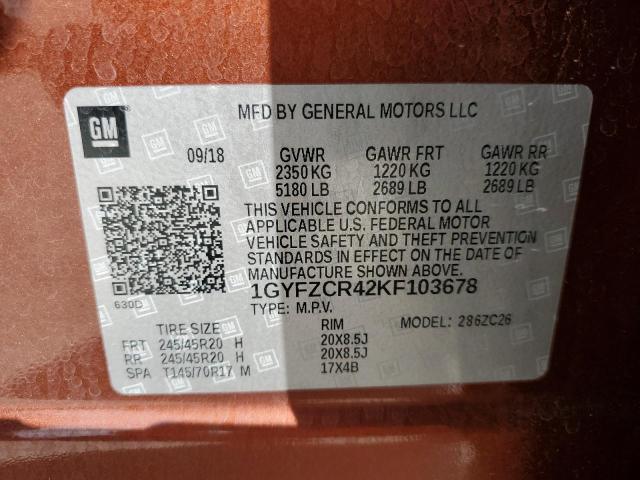 GM
MFD BY GENERAL MOTORS LLC
09/18 GVWR GAWR FRT GAWR RR
2350 KG 1220 KG 1220 KG
5180 LB 2689 LB 2689 LB
THIS VEHICLE CONFORMS TO ALL
APPLICABLE U.S. FEDERAL MOTOR
VEHICLE SAFETY AND THEFT PREVENTION
STANDARDS IN EFFECT ON THE DATE OF
MANUFACTURE SHOWN ABOVE.
630D 1GYFZCR42KF103678
TYPE: M.P.V. MODEL: 286ZC26
TIRE SIZE RIM
FRT 245/45R20 H 20X8.5J
RR 245/45R20 H 20X8.5J
SPA T145/70R17 M 17X4B